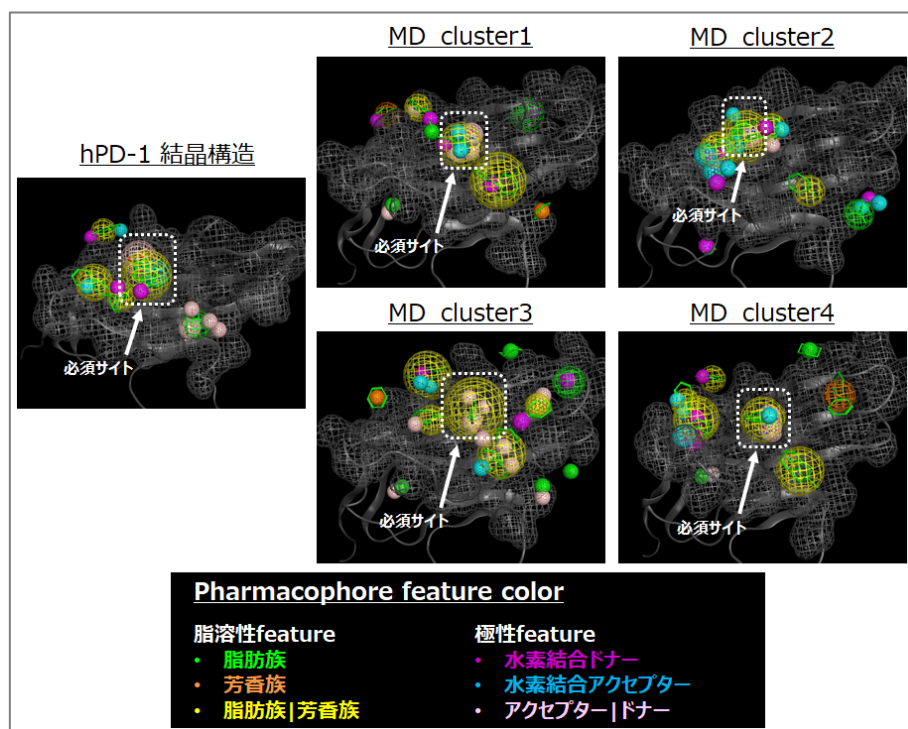 MD_cluster1
MD_cluster2
hPD-1 結晶構造
必須サイト
必須サイト
必須サイト
MD_cluster3
MD_cluster4
必須サイト
必須サイト
Pharmacophore feature color
脂溶性feature
• 脂肪族
• 芳香族
• 脂肪族|芳香族
極性feature
• 水素結合ドナー
• 水素結合アクセプター
• アクセプター|ドナー